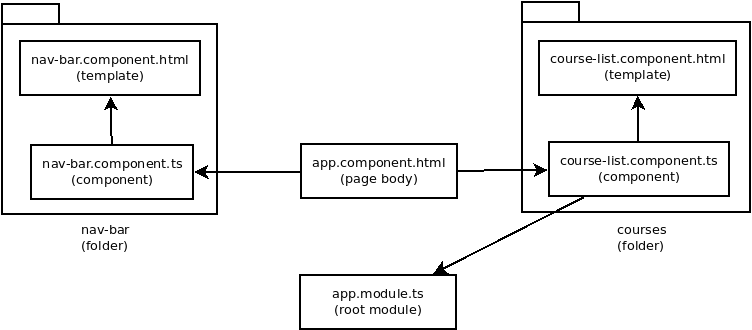 nav-bar.component.html
(template)
nav-bar.component.ts
(component)
nav-bar
(folder)
app.component.html
(page body)
course-list.component.html
(template)
course-list.component.ts
(component)
courses
(folder)
app.module.ts
(root module)